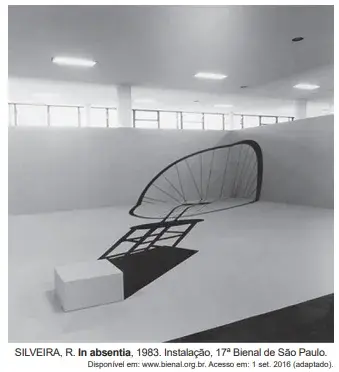 SILVEIRA, R. In absentia, 1983. Instalação, 17ª Bienal de São Paulo.
Disponível em: www.bienal.org.br. Acesso em: 1 set. 2016 (adaptado).